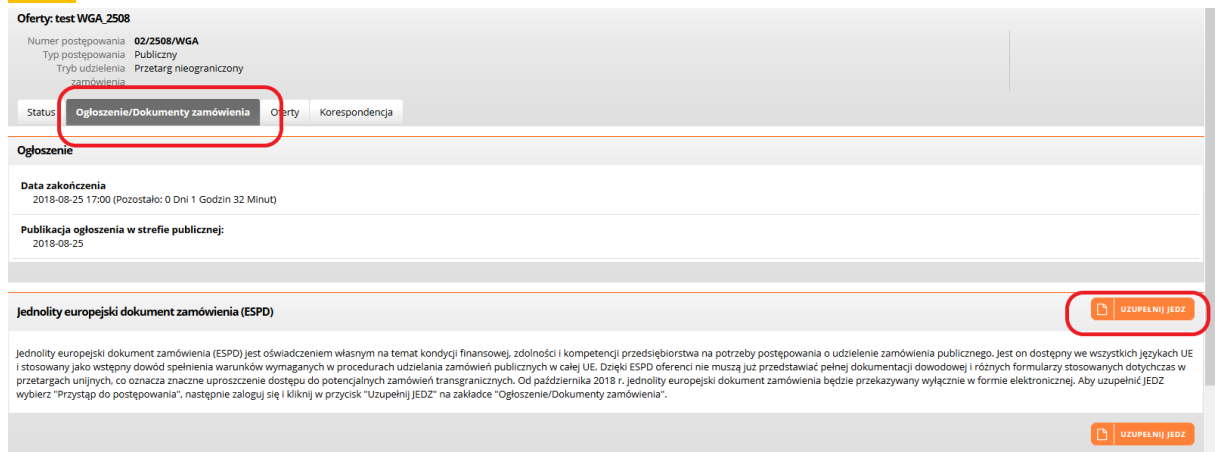 Oferty: test WGA_2508
Numer postępowania 02/2508/WGA
Typ postępowania Publiczny
Tryb udzielenia Przetarg nieograniczony
zamówienia
Status Ogłoszenie/Dokumenty zamówienia Oferty Korespondencja
Ogłoszenie
Data zakończenia
2018-08-25 17:00 (Pozostało: 0 Dni 1 Godzin 32 Minut)
Publikacja ogłoszenia w strefie publicznej:
2018-08-25
Jednolity europejski dokument zamówienia (ESPD) UZUPEŁNIJ JEDZ
Jednolity europejski dokument zamówienia (ESPD) jest oświadczeniem własnym na temat kondycji finansowej, zdolności i kompetencji przedsiębiorstwa na potrzeby postępowania o udzielenie zamówienia publicznego. Jest on dostępny we wszystkich językach UE
i stosowany jako wstępny dowód spełnienia warunków wymaganych w procedurach udzielania zamówień publicznych w całej UE. Dzięki ESPD oferenci nie muszą już przedstawiać pełnej dokumentacji dowodowej i różnych formularzy stosowanych dotychczas w
przetargach unijnych, co oznacza znaczne uproszczenie dostępu do potencjalnych zamówień transgranicznych. Od października 2018 r. jednolity europejski dokument zamówienia będzie przekazywany wyłącznie w formie elektronicznej. Aby uzupełnić JEDZ
wybierz "Przystąp do postępowania", następnie zaloguj się i kliknij w przycisk "Uzupełnij JEDZ" na zakładce "Ogłoszenie/Dokumenty zamówienia".
UZUPEŁNIJ JEDZ